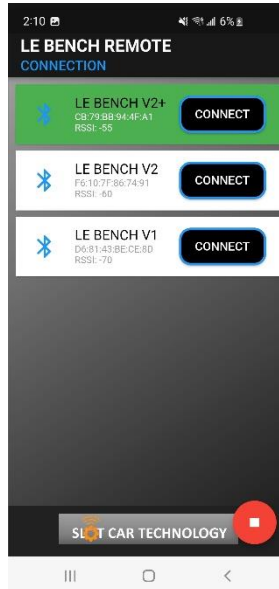 2:10 6%
LE BENCH REMOTE
CONNECTION
LE BENCH V2+
CB:79:BB:94:4F:A1
RSSI: -55
CONNECT
LE BENCH V2
F6:10:7F:86:74:91
RSSI: -60
CONNECT
LE BENCH V1
D6:81:43:BE:CE:8D
RSSI: -70
CONNECT
SLOT CAR TECHNOLOGY